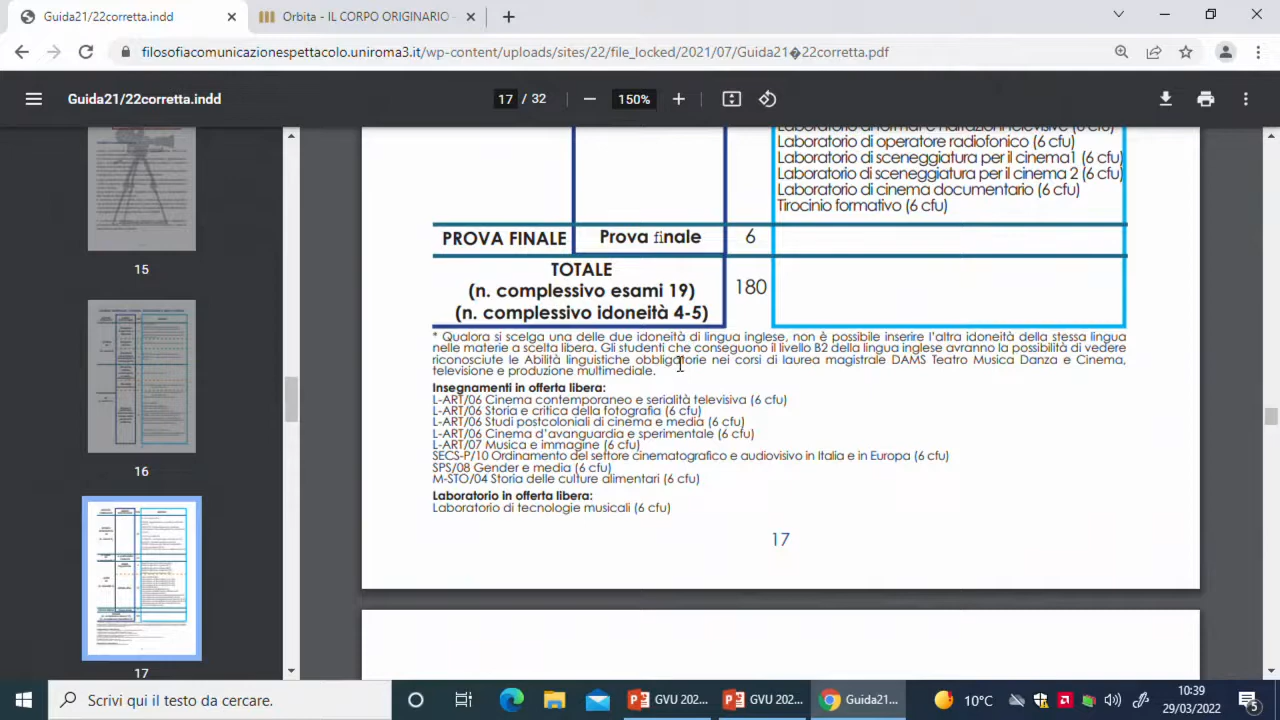 Guida21/22corretta.indd
Orbita - IL CORPO ORIGINARIO
filosofiacomunicazionespettacolo.uniroma3.it/wp-content/uploads/sites/22/file_locked/2021/07/Guida21�22corretta.pdf
Guida21/22corretta.indd
17 / 32
150%
15
16
17
Laboratorio di format e narrazioni televisive (6 cfu)
Laboratorio di operatore radiofonico (6 cfu)
Laboratorio di sceneggiatura per il cinema1 (6 cfu)
Laboratorio di sceneggiatura per il cinema 2 (6 cfu)
Laboratorio di cinema documentario (6 cfu)
Tirocinio formativo (6 cfu)
PROVA FINALE Prova finale 6
TOTALE
(n. complessivo esami 19)
(n. complessivo idoneità 4-5)
180
* Qualora si scelga una delle due idoneità di lingua inglese, non è possibile inserire l'altra idoneità della stessa lingua
nelle materie a scelta libera. Gli studenti che conseguono il livello B2 della lingua inglese avranno la possibilità di vedere
riconosciute le Abilità linguistiche obbligatorie nei corsi di laurea magistrale DAMS Teatro Musica Danza e Cinema,
televisione e produzione multimediale.
Insegnamenti in offerta libera:
L-ART/06 Cinema contemporaneo e serialità televisiva (6 cfu)
L-ART/06 Storia e critica della fotografia (6 cfu)
L-ART/06 Studi postcoloniali di cinema e media (6 cfu)
L-ART/06 Cinema d'avanguardia e sperimentale (6 cfu)
L-ART/07 Musica e immagine (6 cfu)
SECS-P/10 Ordinamento del settore cinematografico e audiovisivo in Italia e in Europa (6 cfu)
SPS/08 Gender e media (6 cfu)
M-STO/04 Storia delle culture alimentari (6 cfu)
Laboratorio in offerta libera:
Laboratorio di tecnologie musicali (6 cfu)
17
Scrivi qui il testo da cercare.
GVU 202...
GVU 202...
Guida21...
10°C
10:39
29/03/2022
5